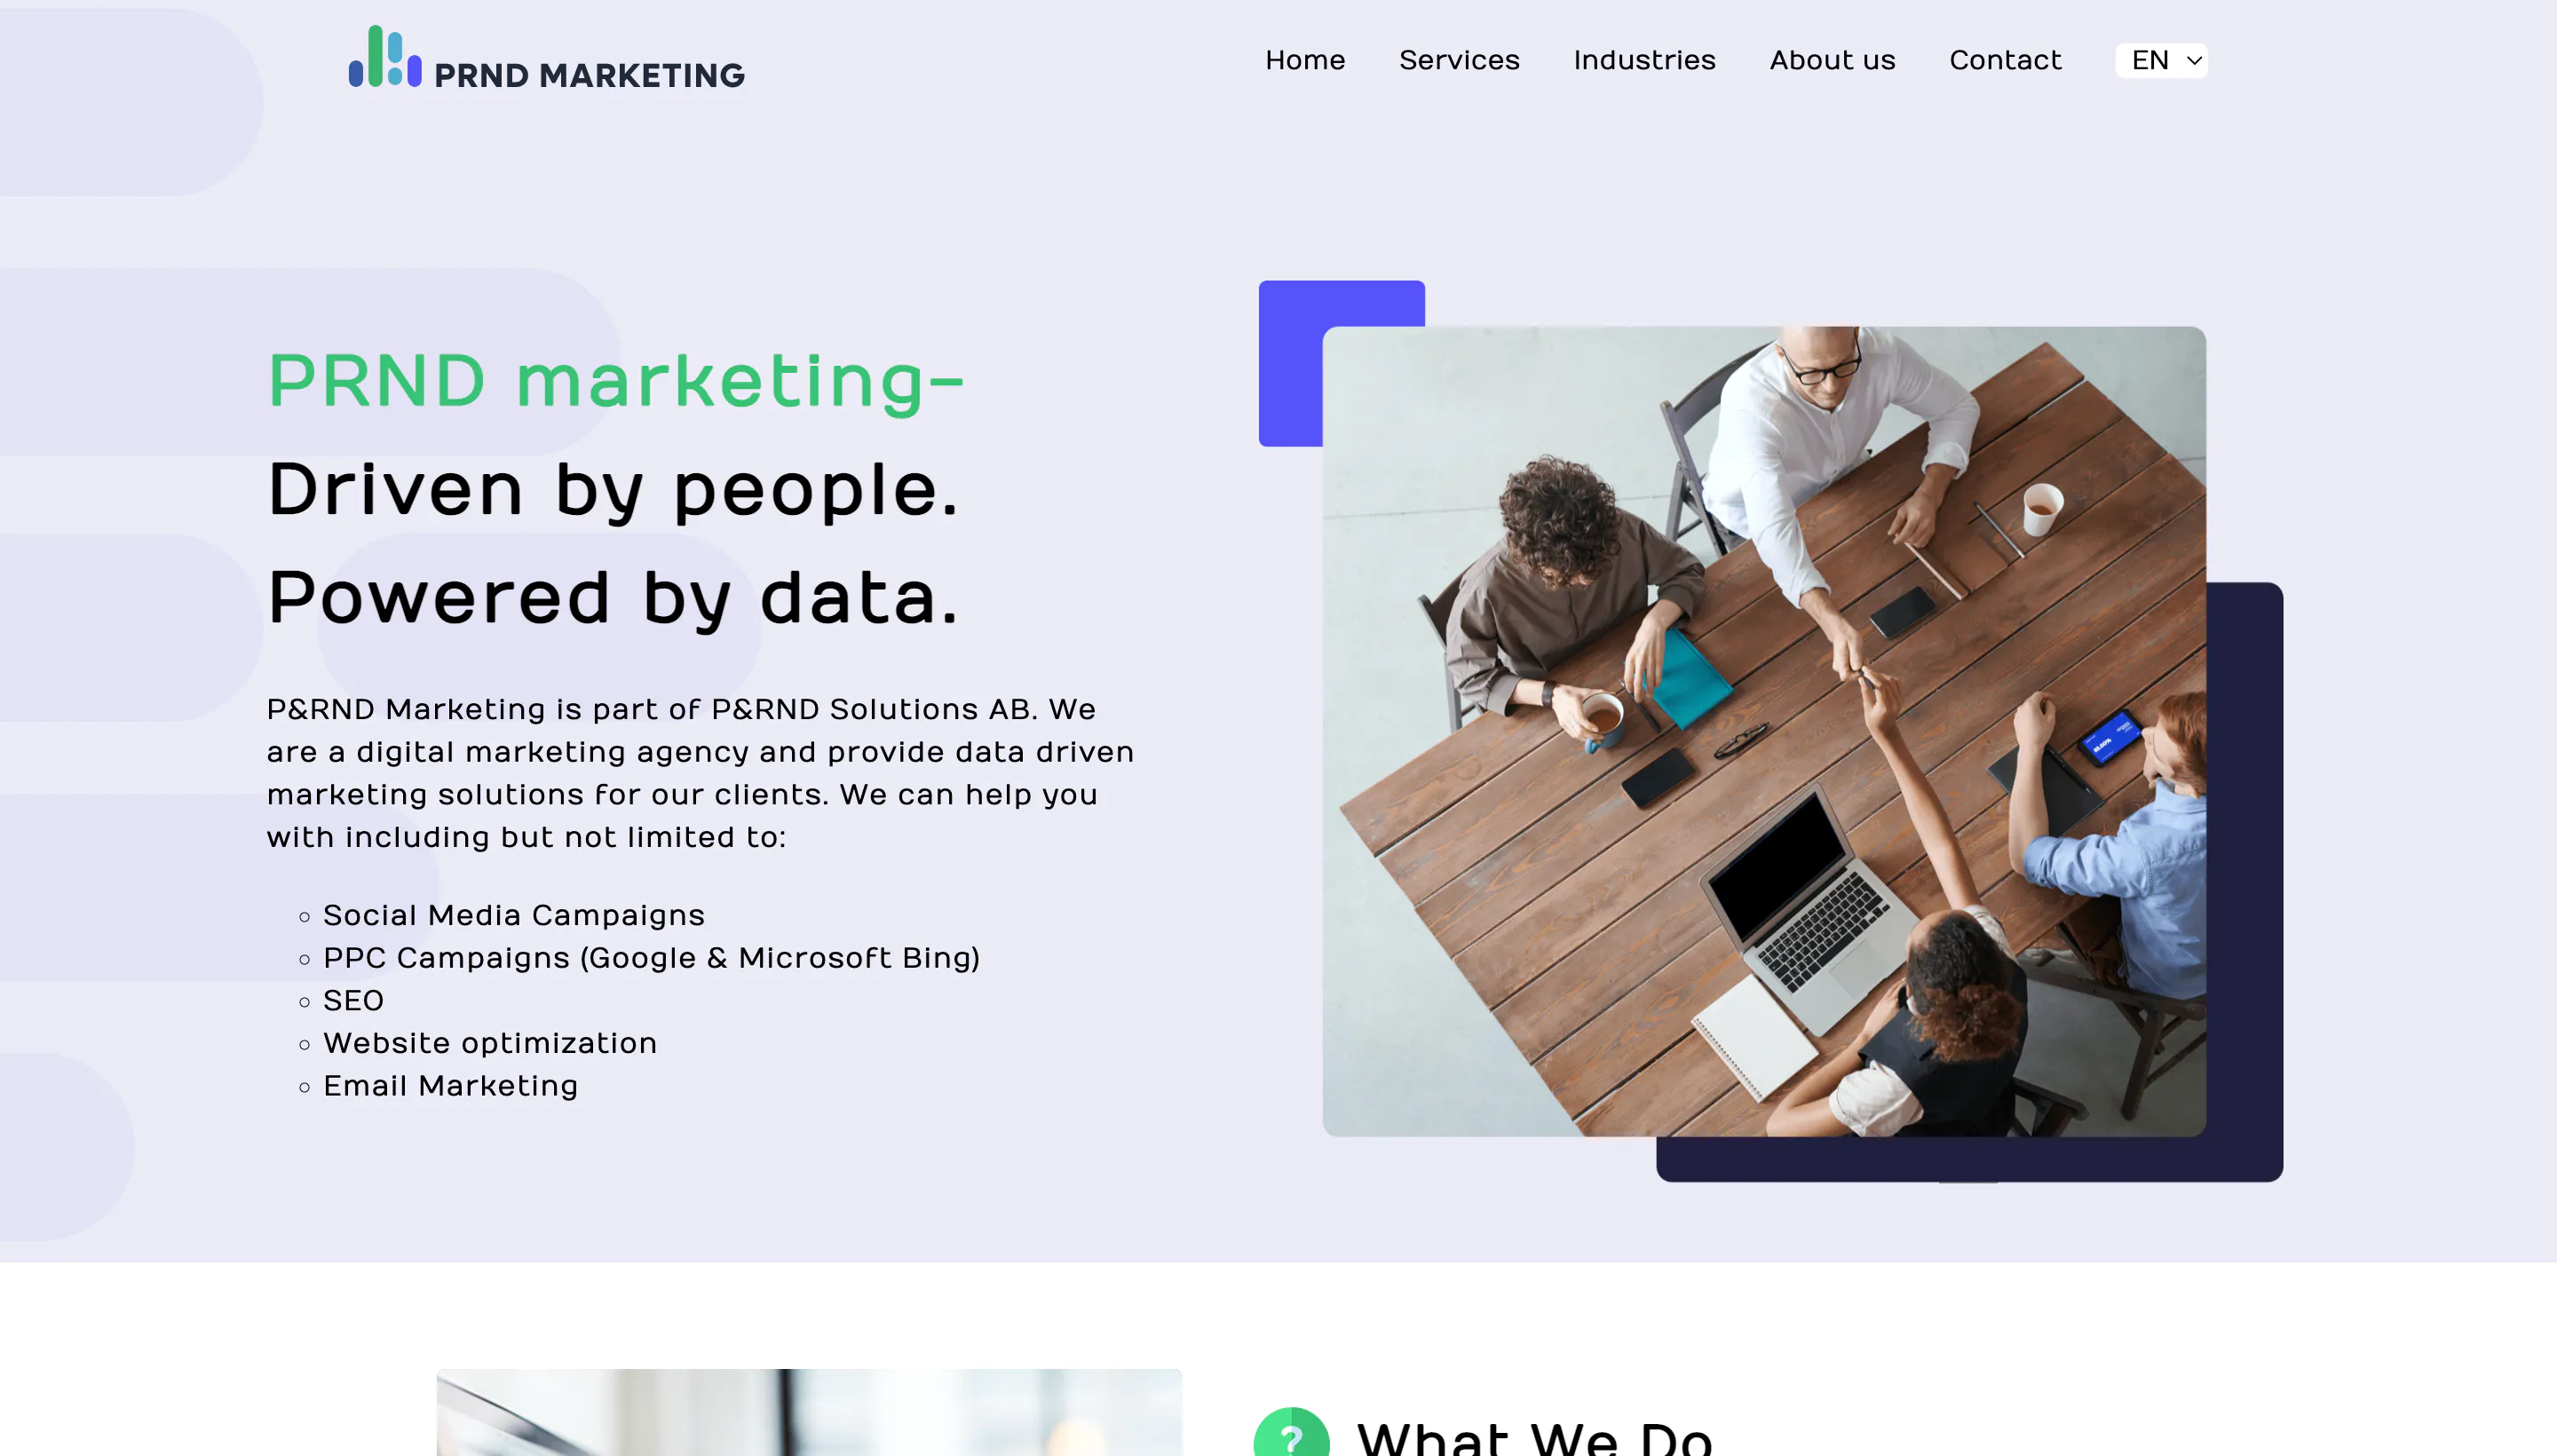 PRND MARKETING
Home
Services
Industries
About us
Contact
EN
PRND marketing-
Driven by people.
Powered by data.
P&RND Marketing is part of P&RND Solutions AB. We
are a digital marketing agency and provide data driven
marketing solutions for our clients. We can help you
with including but not limited to:
Social Media Campaigns
PPC Campaigns (Google & Microsoft Bing)
SEO
Website optimization
Email Marketing
?
What We Do